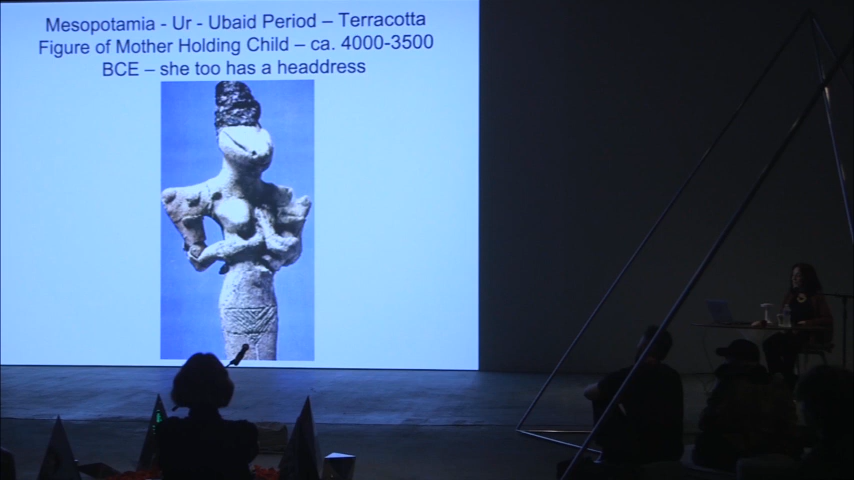 Mesopotamia - Ur - Ubaid Period – Terracotta
Figure of Mother Holding Child – ca. 4000-3500
BCE – she too has a headdress